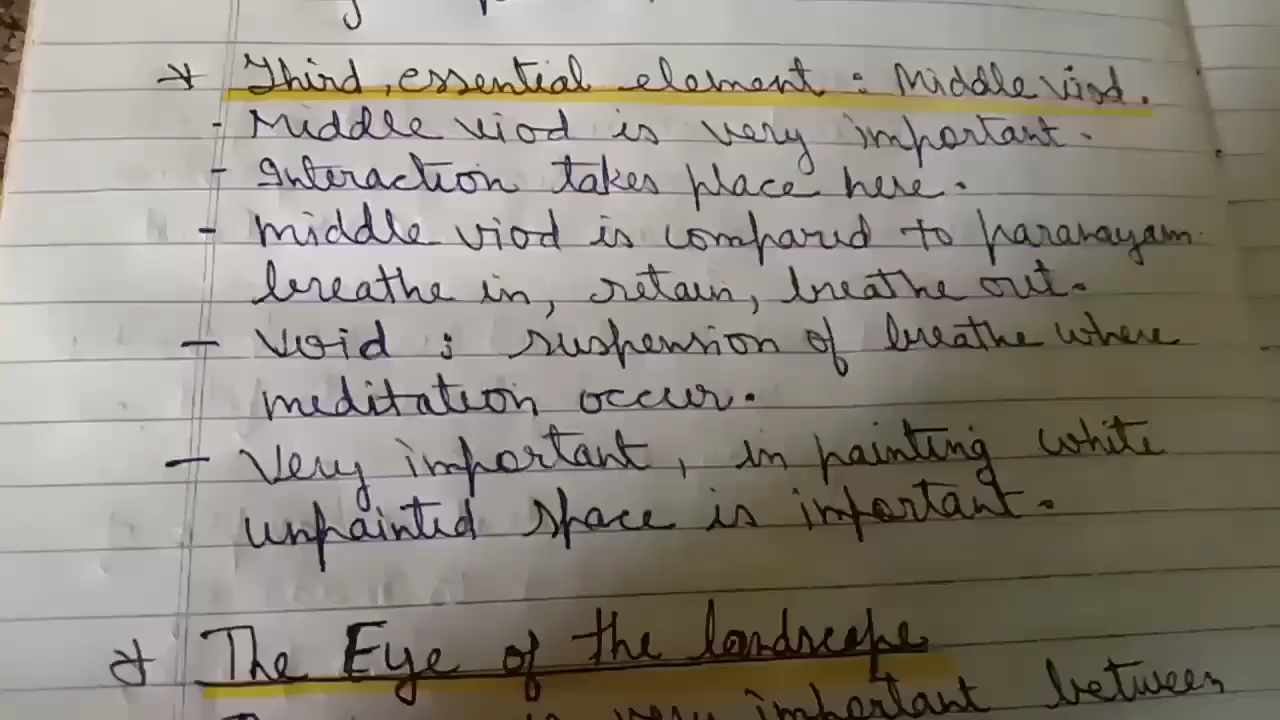 * Third, essential element : Middle viod.
- Middle viod is very important.
- Interaction takes place here.
- middle viod is compared to paranayam
breathe in, retain, breathe out.
- Void : suspension of breathe where
meditation occur.
- Very important, in painting white
unpainted space is important.
* The Eye of the landscape
is very important between